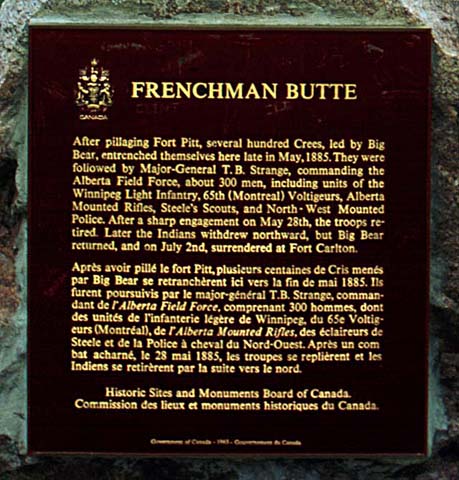 CANADA
FRENCHMAN BUTTE
After pillaging Fort Pitt, several hundred Crees, led by Big
Bear, entrenched themselves here late in May, 1885. They were
followed by Major-General T.B. Strange, commanding the
Alberta Field Force, about 300 men, including units of the
Winnipeg Light Infantry, 65th (Montreal) Voltigeurs, Alberta
Mounted Rifles, Steele's Scouts, and North-West Mounted
Police. After a sharp engagement on May 28th, the troops re-
tired. Later the Indians withdrew northward, but Big Bear
returned, and on July 2nd, surrendered at Fort Carlton.
Après avoir pillé le fort Pitt, plusieurs centaines de Cris menés
par Big Bear se retranchèrent ici vers la fin de mai 1885. Ils
furent poursuivis par le major-général T.B. Strange, comman-
dant de l'Alberta Field Force, comprenant 300 hommes, dont
des unités de l'infanterie légère de Winnipeg, du 65e Voltig-
eurs (Montréal), de l'Alberta Mounted Rifles, des éclaireurs de
Steele et de la Police à cheval du Nord-Ouest. Après un com
bat acharné, le 28 mai 1885, les troupes se replièrent et les
Indiens se retirèrent par la suite vers le nord.
Historic Sites and Monuments Board of Canada.
Commission des lieux et monuments historiques du Canada.
Government of Canada - - Gouvernement du Canada